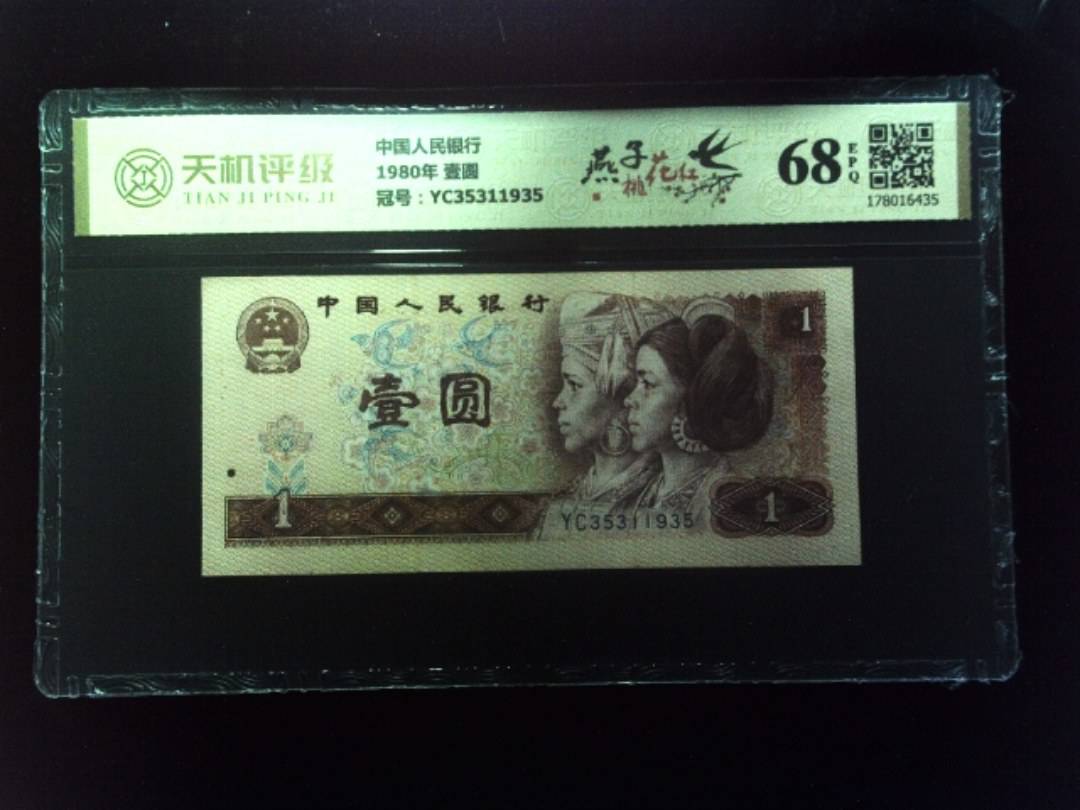 天机评级
TIAN JI PING JI
中国人民银行
1980年 壹圆
冠号：YC35311935
燕子
桃花红
68
EPQ
178016435
中国人民银行
1
壹圆
1
YC35311935
1